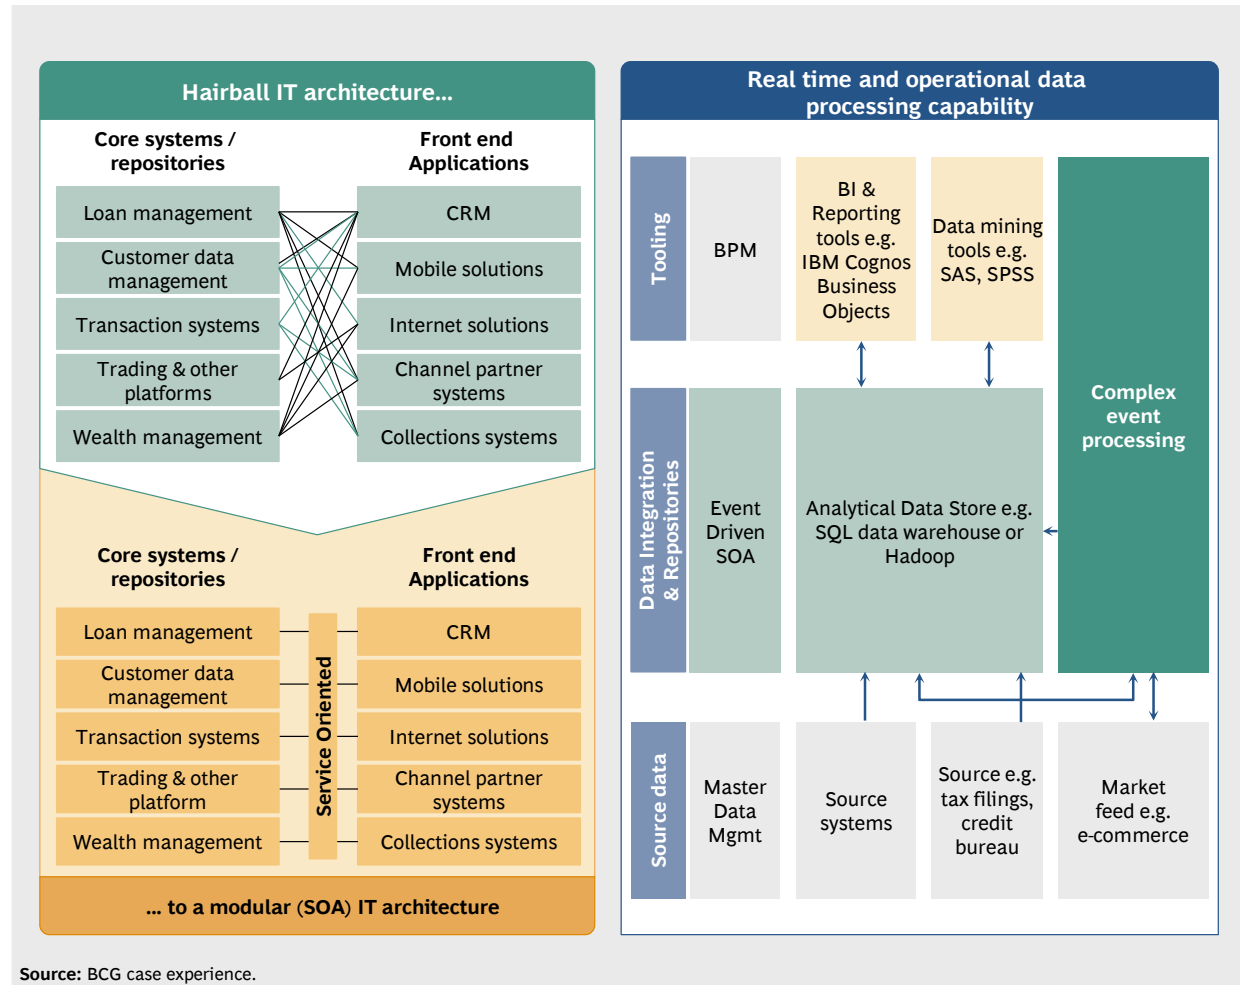 Hairball IT architecture...
Core systems /
repositories
Front end
Applications
Loan management
CRM
Customer data
management
Mobile solutions
Transaction systems
Internet solutions
Trading & other
platforms
Channel partner
systems
Wealth management
Collections systems
Core systems /
repositories
Front end
Applications
Loan management
CRM
Customer data
management
Mobile solutions
Transaction systems
Internet solutions
Trading & other
platform
Channel partner
systems
Wealth management
Collections systems
Service Oriented
... to a modular (SOA) IT architecture
Real time and operational data
processing capability
Tooling
BPM
BI &
Reporting
tools e.g.
IBM Cognos
Business
Objects
Data mining
tools e.g.
SAS, SPSS
Complex
event
processing
Data Integration
& Repositories
Event
Driven
SOA
Analytical Data Store e.g.
SQL data warehouse or
Hadoop
Source data
Master
Data
Mgmt
Source
systems
Source e.g.
tax filings,
credit
bureau
Market
feed e.g.
e-commerce
Source: BCG case experience.